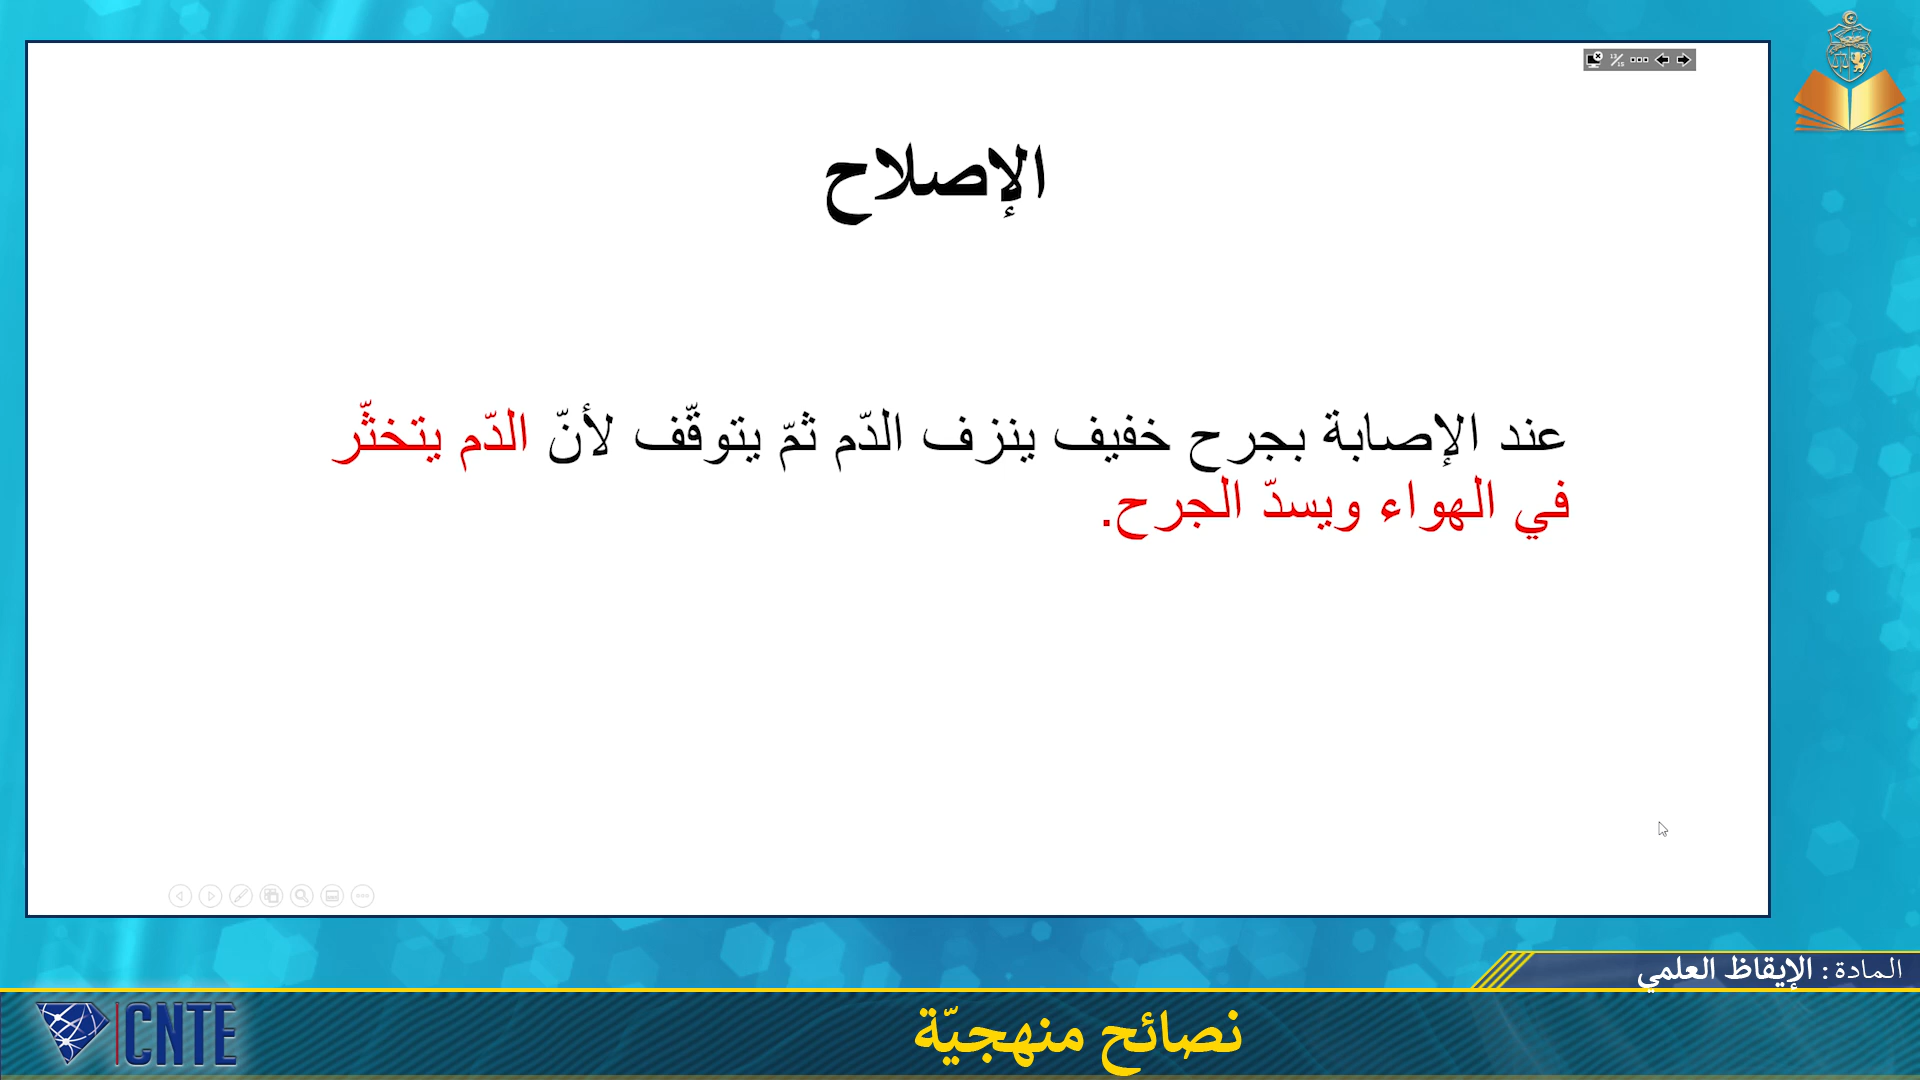 الإصلاح
عند الإصابة بجرح خفيف ينزف الدّم ثمّ يتوقّف لأنّ الدّم يتخثّر
في الهواء ويسدّ الجرح.
المادة : الإيقاظ العلمي
نصائح منهجيّة
CNTE